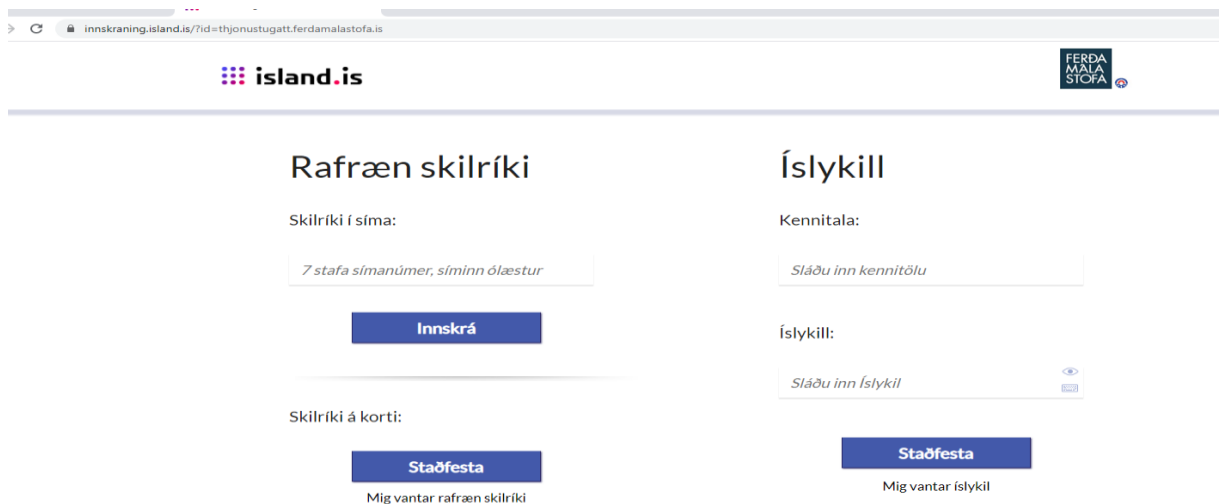 innskraning.island.is/?id=thjonustugatt.ferdamalastofa.is
island.is
FERÐA
MÁLA
STOFA
Rafræn skilríki
Skilríki í síma:
7 stafa símanúmer, síminn ólæstur
Innskrá
Skilríki á korti:
Staðfesta
Mig vantar rafræn skilríki
Íslykill
Kennitala:
Sláðu inn kennitölu
Íslykill:
Sláðu inn Íslykil
Staðfesta
Mig vantar íslykil